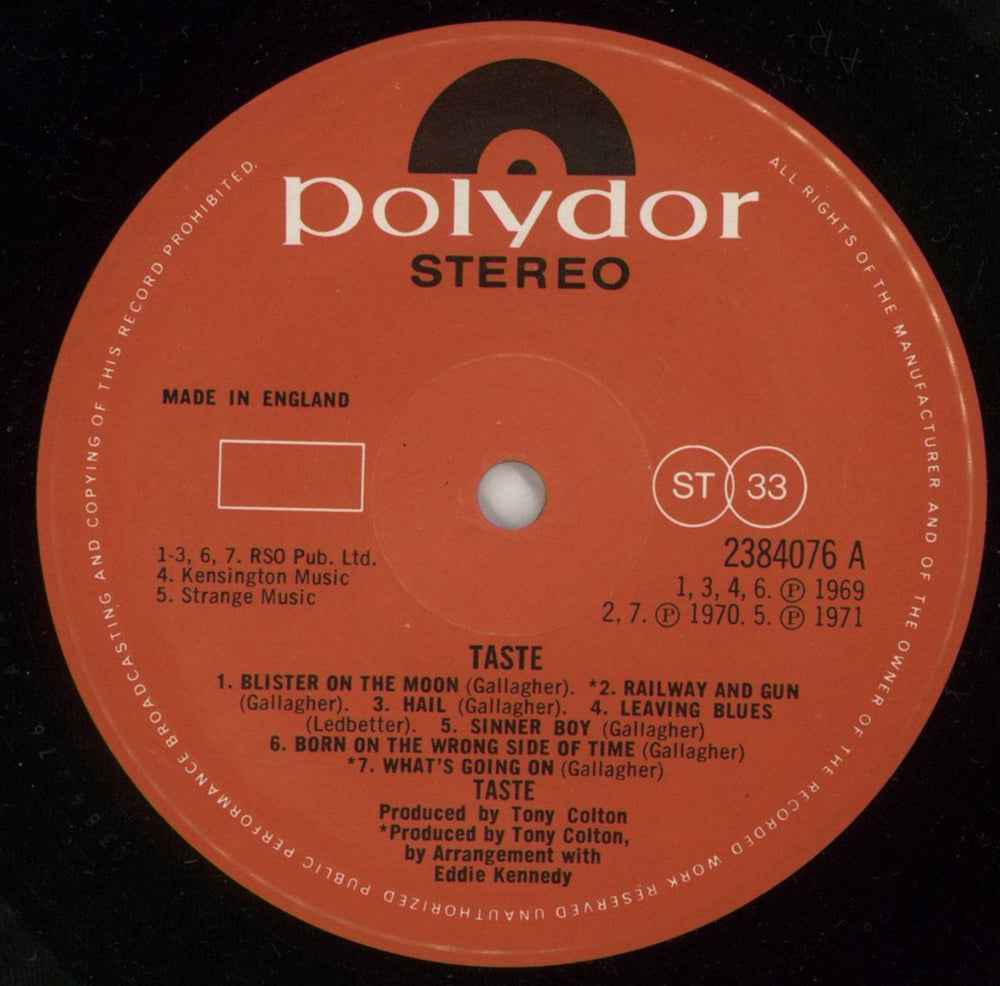 polydor
STEREO
ALL RIGHTS OF THE MANUFACTURER AND OF THE OWNER OF THE RECORDED WORK RESERVED UNAUTHORIZED PUBLIC PERFORMANCE BROADCASTING AND COPYING OF THIS RECORD PROHIBITED.
MADE IN ENGLAND
ST 33
1-3, 6, 7. RSO Pub. Ltd.
4. Kensington Music
5. Strange Music
2384076 A
1, 3, 4, 6. Ⓟ 1969
2, 7. Ⓟ 1970. 5. Ⓟ 1971
TASTE
1. BLISTER ON THE MOON (Gallagher). *2. RAILWAY AND GUN
(Gallagher). 3. HAIL (Gallagher). 4. LEAVING BLUES
(Ledbetter). 5. SINNER BOY (Gallagher)
6. BORN ON THE WRONG SIDE OF TIME (Gallagher)
*7. WHAT'S GOING ON (Gallagher)
TASTE
Produced by Tony Colton
*Produced by Tony Colton,
by Arrangement with
Eddie Kennedy